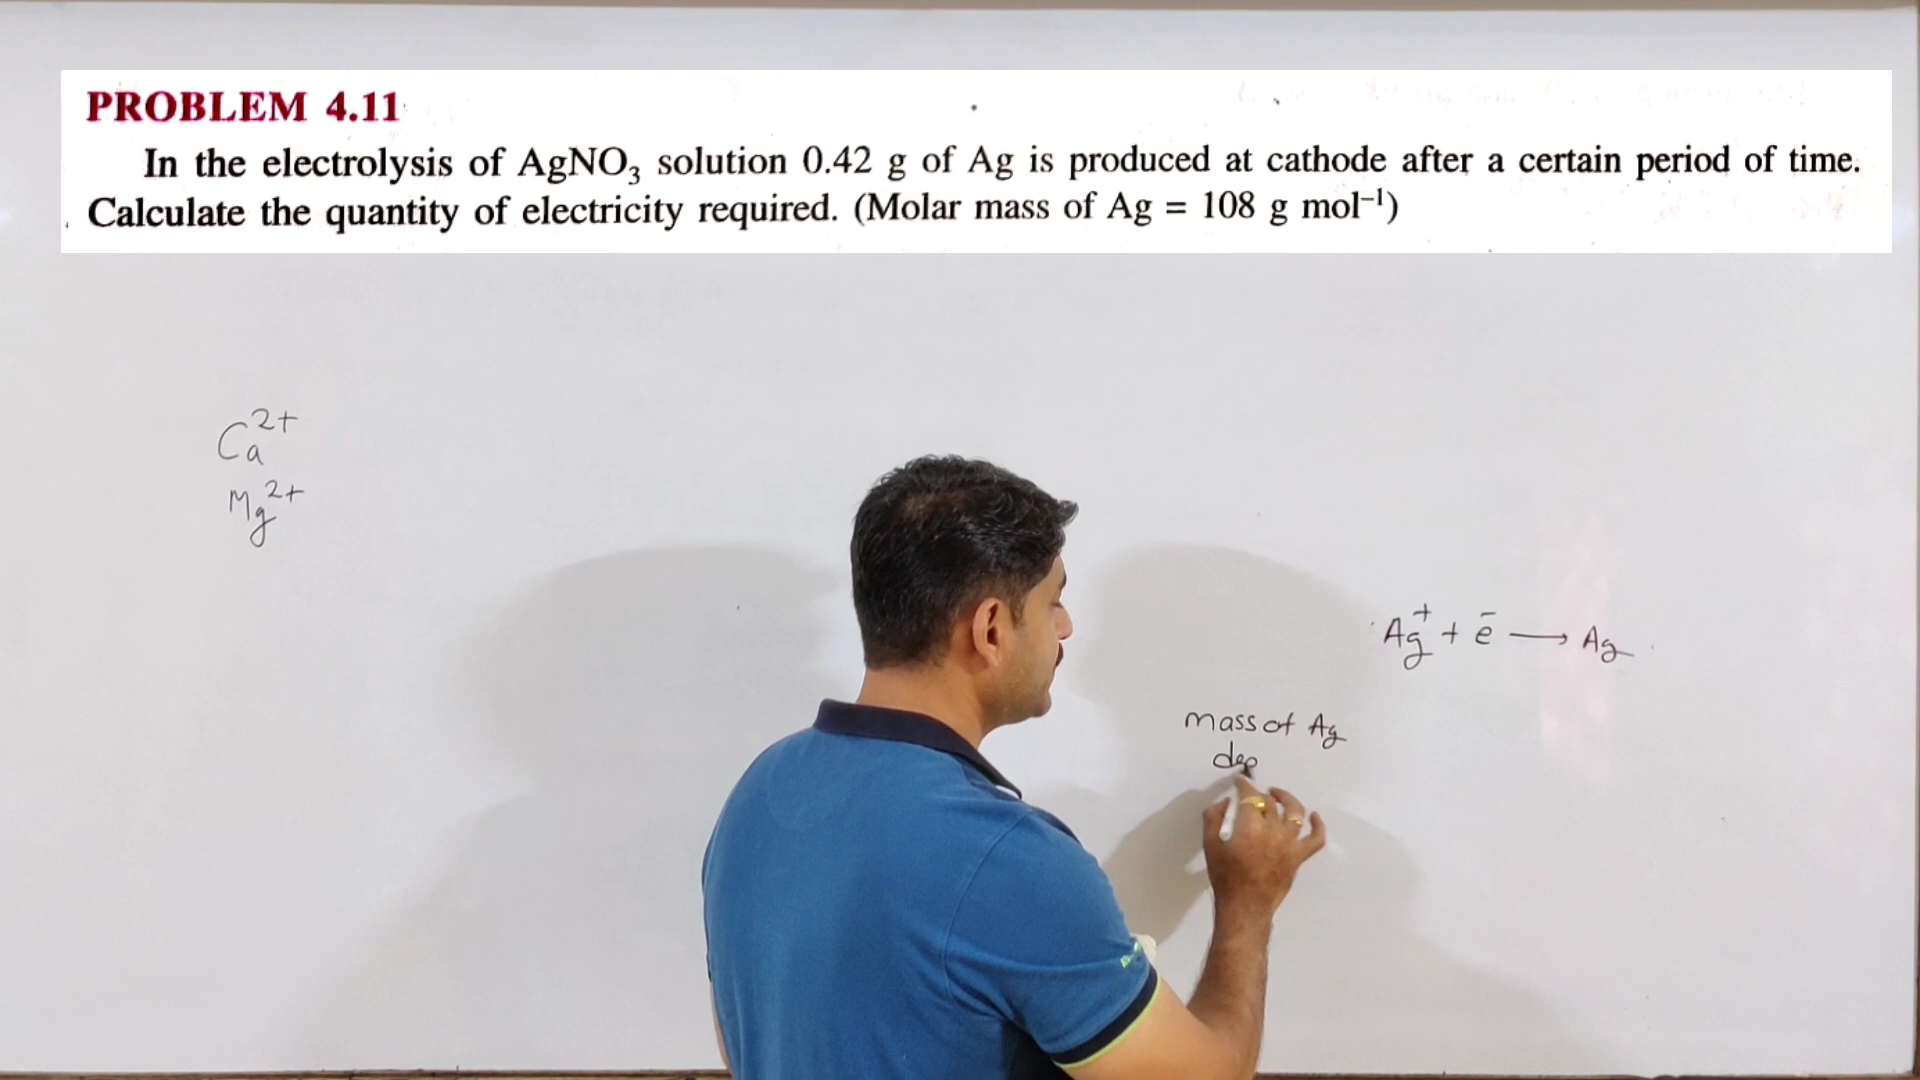 PROBLEM 4.11
In the electrolysis of AgNO₃ solution 0.42 g of Ag is produced at cathode after a certain period of time.
Calculate the quantity of electricity required. (Molar mass of Ag = 108 g mol⁻¹)
Ca²⁺
Mg²⁺
Ag⁺ + e⁻ → Ag
mass of Ag
dep